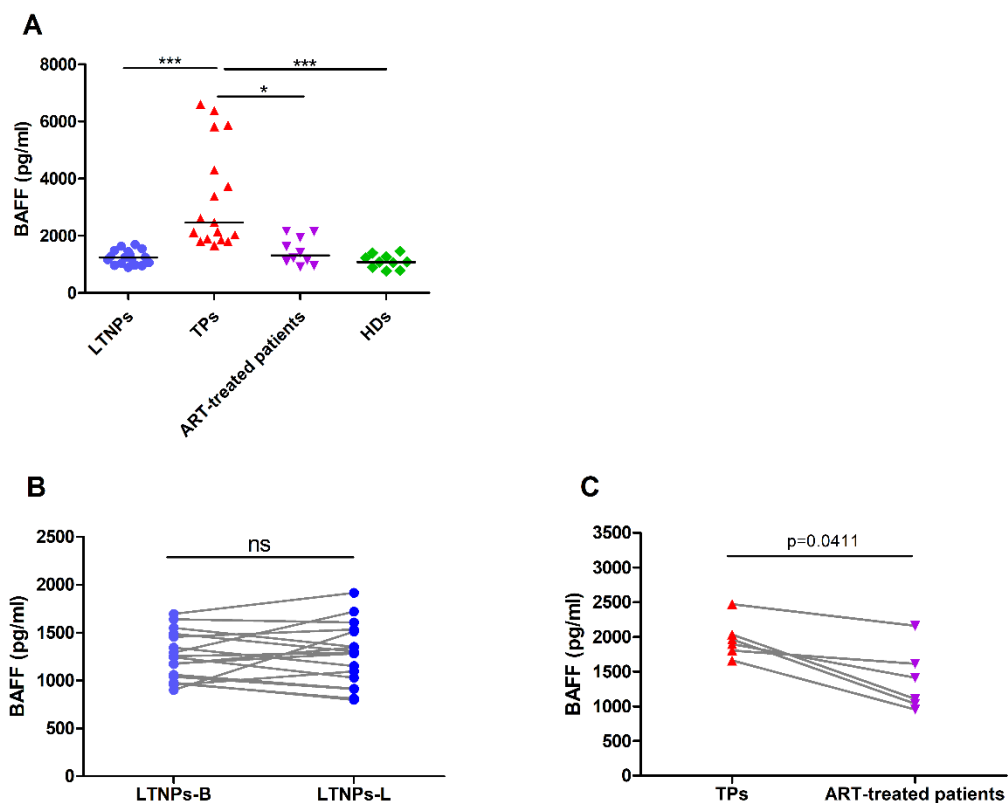 A
8000
6000
4000
2000
0
BAFF (pg/ml)
***
***
*
LTNPs
TPs
ART-treated patients
HDs
B
2500
2000
1500
1000
500
0
BAFF (pg/ml)
ns
LTNPs-B
LTNPs-L
C
3500
3000
2500
2000
1500
1000
500
0
BAFF (pg/ml)
p=0.0411
TPs
ART-treated patients